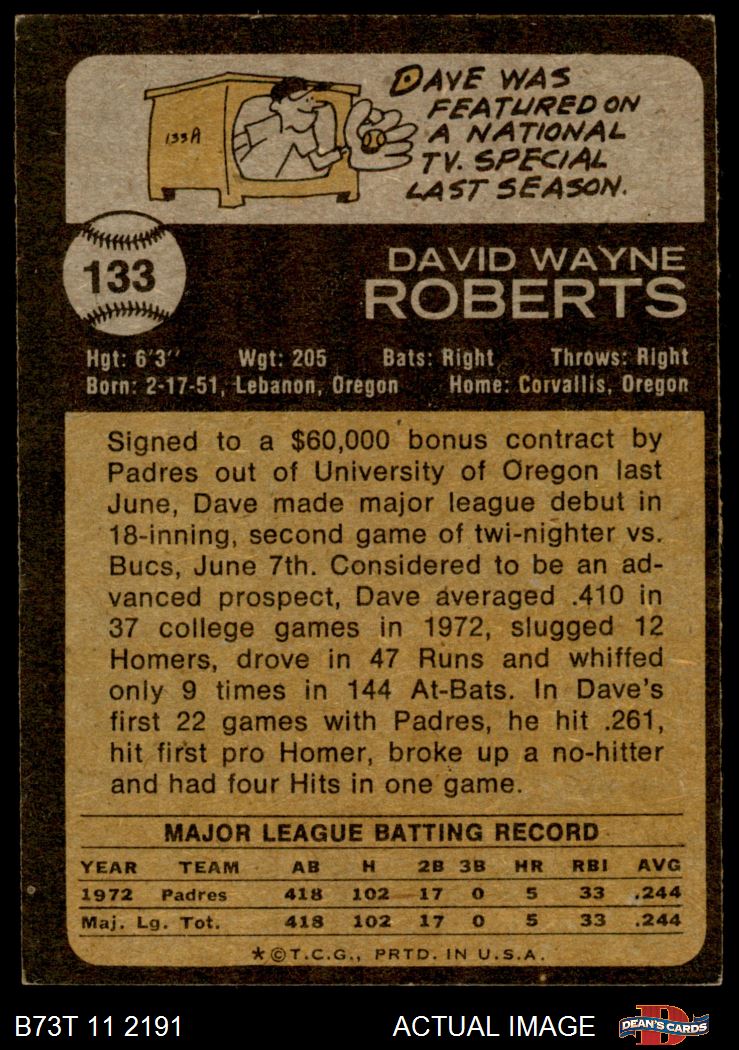 DAVE WAS
FEATURED ON
A NATIONAL
TV. SPECIAL
LAST SEASON.
133A
133
DAVID WAYNE
ROBERTS
Hgt: 6'3" Wgt: 205 Bats: Right Throws: Right
Born: 2-17-51, Lebanon, Oregon Home: Corvallis, Oregon
Signed to a $60,000 bonus contract by
Padres out of University of Oregon last
June, Dave made major league debut in
18-inning, second game of twi-nighter vs.
Bucs, June 7th. Considered to be an ad-
vanced prospect, Dave averaged .410 in
37 college games in 1972, slugged 12
Homers, drove in 47 Runs and whiffed
only 9 times in 144 At-Bats. In Dave's
first 22 games with Padres, he hit .261,
hit first pro Homer, broke up a no-hitter
and had four Hits in one game.
MAJOR LEAGUE BATTING RECORD
YEAR TEAM AB H 2B 3B HR RBI AVG
1972 Padres 418 102 17 0 5 33 .244
Maj. Lg. Tot. 418 102 17 0 5 33 .244
*©T.C.G., PRTD. IN U.S.A.
B73T 11 2191 ACTUAL IMAGE D DEAN'S CARDS